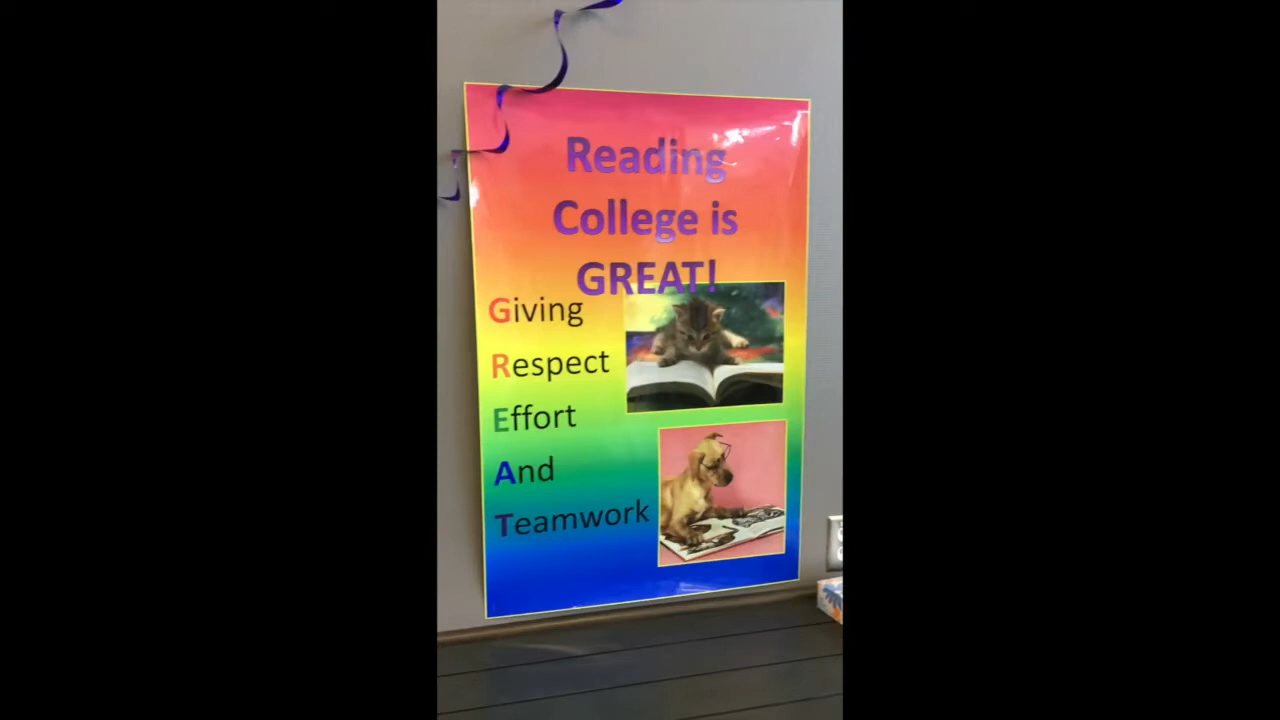 Reading
College is
GREAT!
Giving
Respect
Effort
And
Teamwork